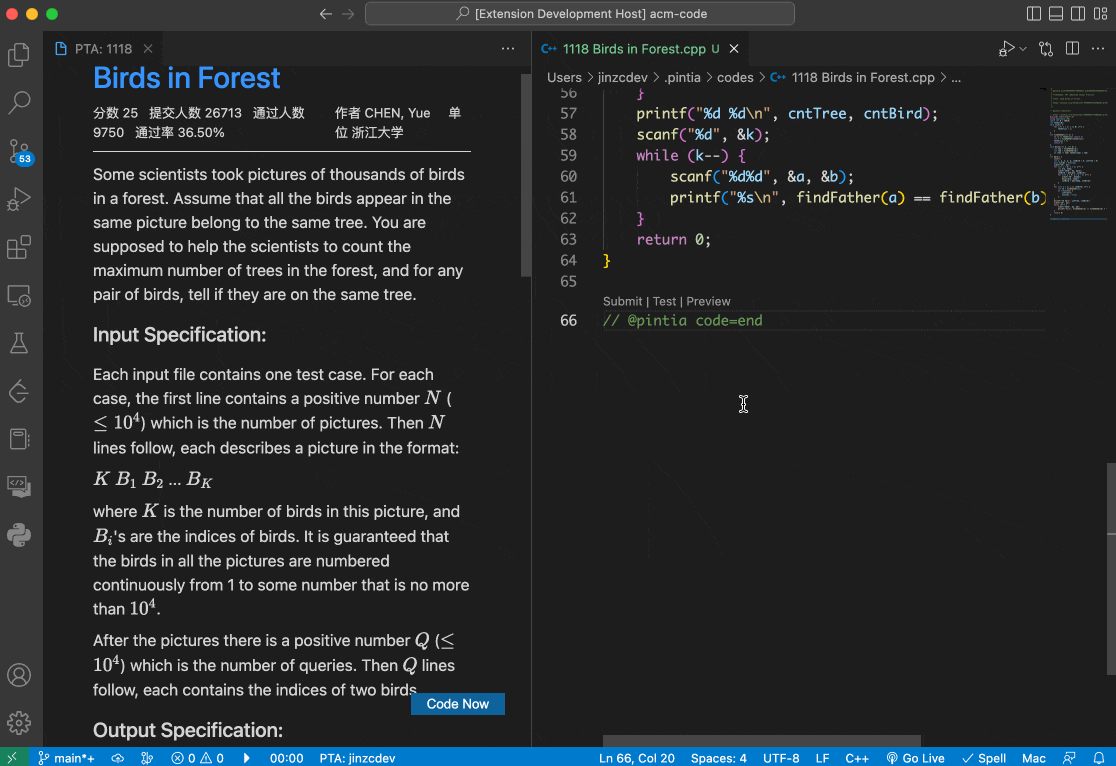 [Extension Development Host] acm-code
PTA: 1118
Birds in Forest
分数 25 提交人数 26713 通过人数 9750 通过率 36.50%
作者 CHEN, Yue 单位 浙江大学
Some scientists took pictures of thousands of birds
in a forest. Assume that all the birds appear in the
same picture belong to the same tree. You are
supposed to help the scientists to count the
maximum number of trees in the forest, and for any
pair of birds, tell if they are on the same tree.
Input Specification:
Each input file contains one test case. For each
case, the first line contains a positive number N (
≤ 10⁴) which is the number of pictures. Then N
lines follow, each describes a picture in the format:
K B₁ B₂ ... B_K
where K is the number of birds in this picture, and
B_i's are the indices of birds. It is guaranteed that
the birds in all the pictures are numbered
continuously from 1 to some number that is no more
than 10⁴.
After the pictures there is a positive number Q (≤
10⁴) which is the number of queries. Then Q lines
follow, each contains the indices of two birds.
Code Now
Output Specification:
C++ 1118 Birds in Forest.cpp U
Users > jinzcdev > .pintia > codes > C++ 1118 Birds in Forest.cpp > ...
56 }
57 printf("%d %d\n", cntTree, cntBird);
58 scanf("%d", &k);
59 while (k--) {
60 scanf("%d%d", &a, &b);
61 printf("%s\n", findFather(a) == findFather(b)
62 }
63 return 0;
64 }
65
Submit | Test | Preview
66 // @pintia code=end
53
main*+
0 0
00:00
PTA: jinzcdev
Ln 66, Col 20
Spaces: 4
UTF-8
LF
C++
Go Live
Spell
Mac